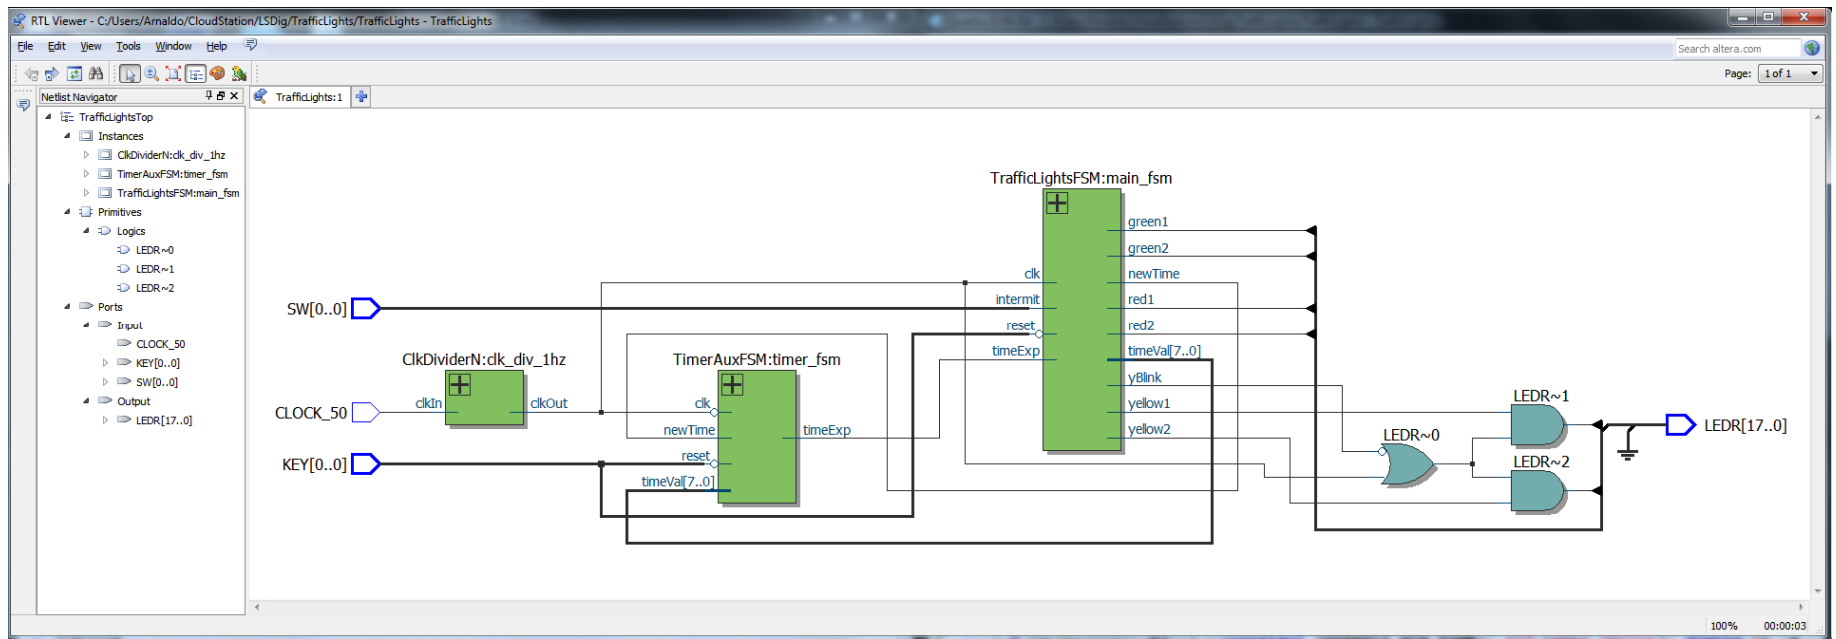 RTL Viewer - C:/Users/Arnaldo/CloudStation/LSDig/TrafficLights/TrafficLights - TrafficLights
File Edit View Tools Window Help
Search altera.com
Page: 1 of 1
Netlist Navigator
TrafficLights:1
TrafficLightsTop
Instances
ClkDividerN:clk_div_1hz
TimerAuxFSM:timer_fsm
TrafficLightsFSM:main_fsm
Primitives
Logics
LEDR~0
LEDR~1
LEDR~2
Ports
Input
CLOCK_50
KEY[0..0]
SW[0..0]
Output
LEDR[17..0]
SW[0..0]
CLOCK_50
KEY[0..0]
ClkDividerN:clk_div_1hz
clkIn
clkOut
TimerAuxFSM:timer_fsm
clk
newTime
reset
timeVal[7..0]
timeExp
TrafficLightsFSM:main_fsm
clk
intermit
reset
timeExp
green1
green2
newTime
red1
red2
timeVal[7..0]
yBlink
yellow1
yellow2
LEDR~0
LEDR~1
LEDR~2
LEDR[17..0]
100% 00:00:03